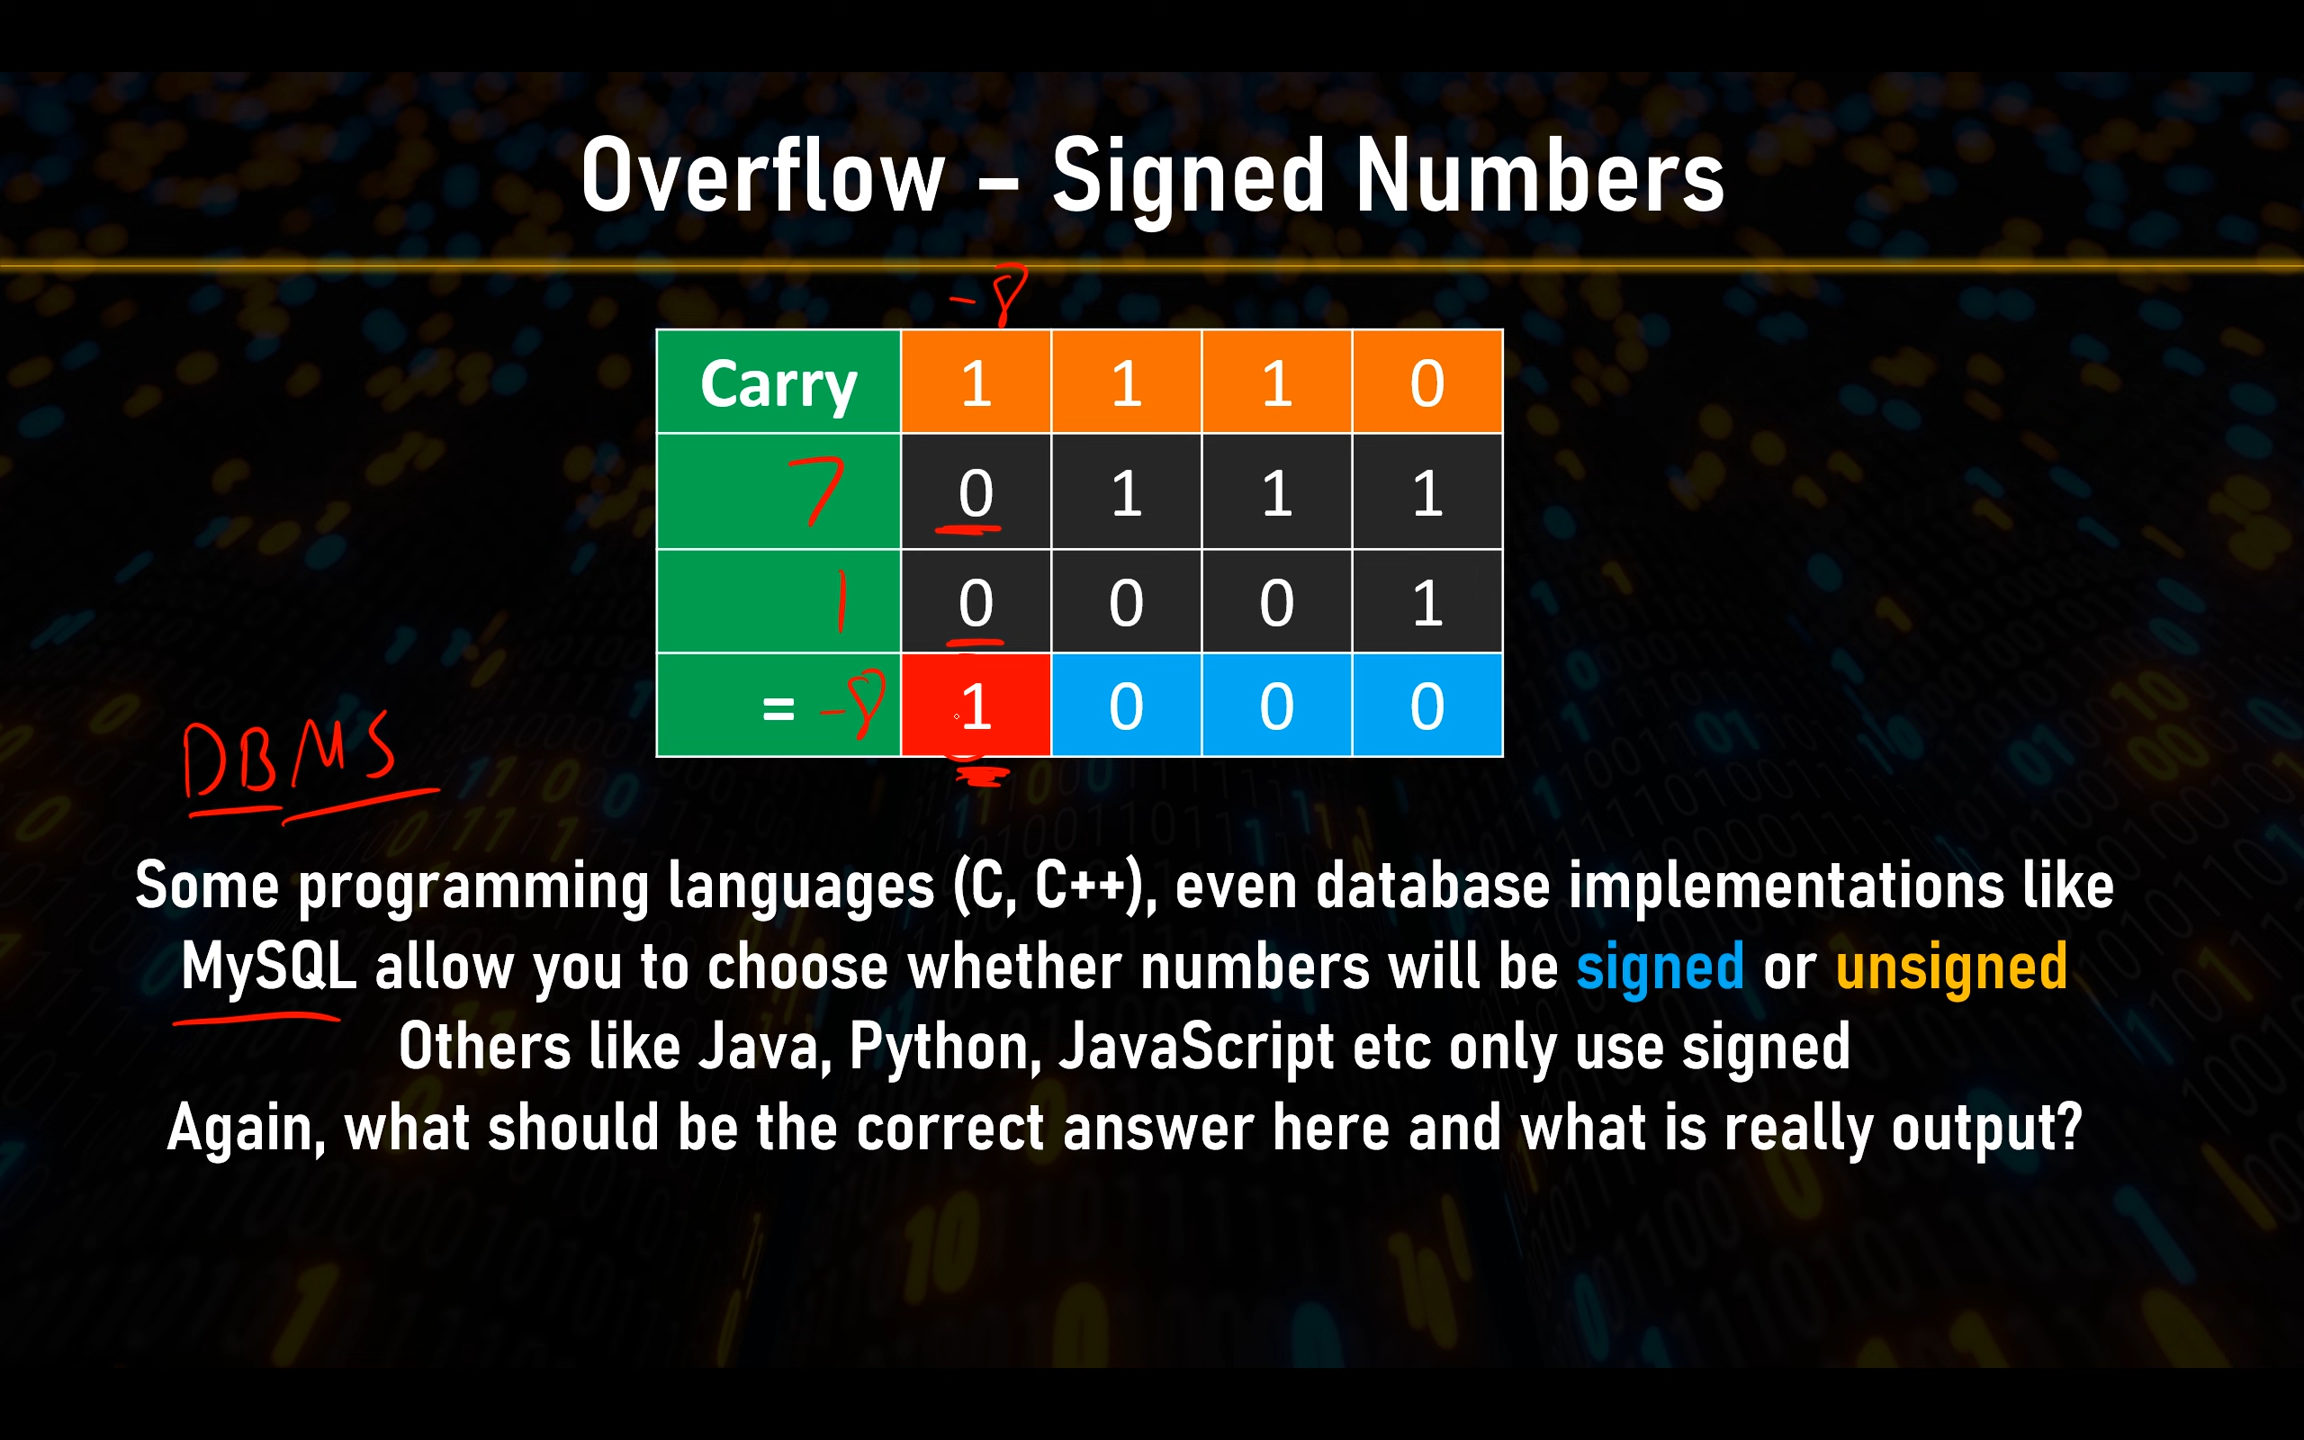 Overflow – Signed Numbers
-8
Carry 1 1 1 0
7 0 1 1 1
1 0 0 0 1
= -8 1 0 0 0
DBMS
Some programming languages (C, C++), even database implementations like
MySQL allow you to choose whether numbers will be signed or unsigned
Others like Java, Python, JavaScript etc only use signed
Again, what should be the correct answer here and what is really output?